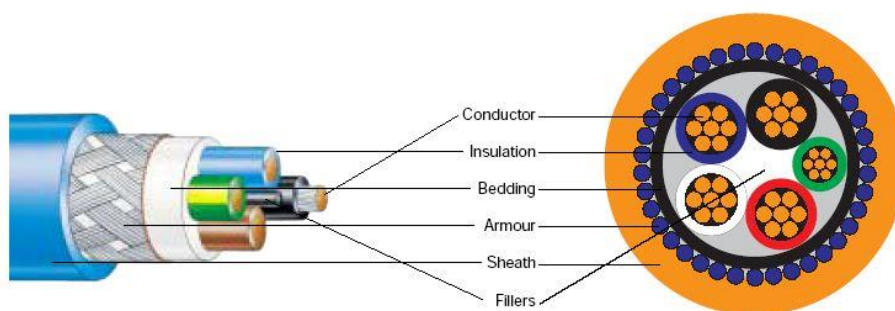 Conductor
Insulation
Bedding
Armour
Sheath
Fillers